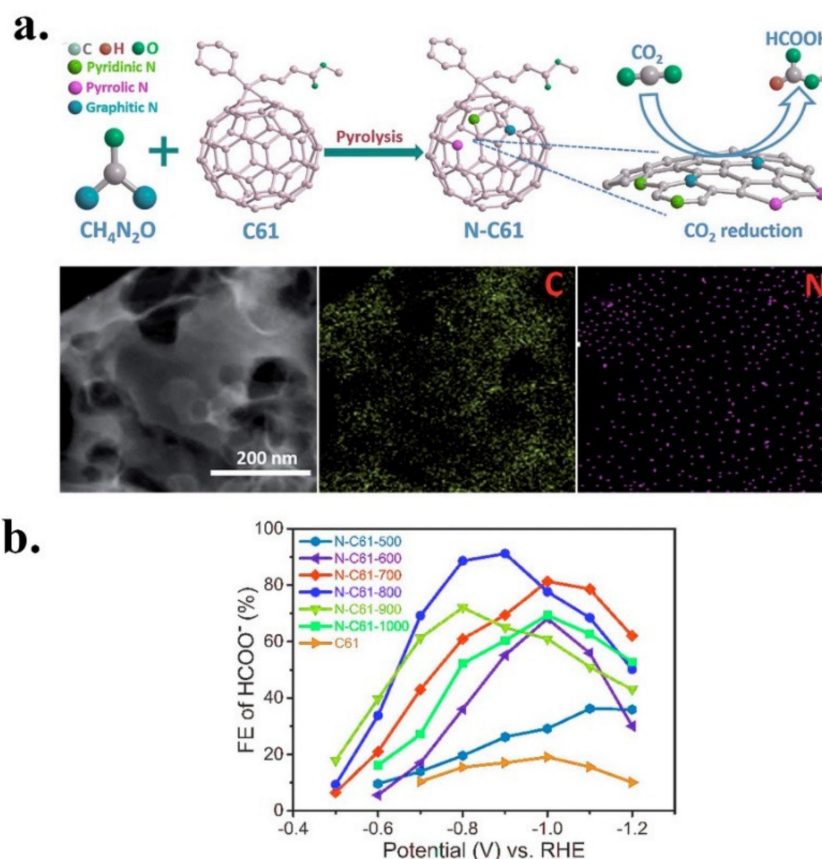 a.
C H O
Pyridinic N
Pyrrolic N
Graphitic N
CH₄N₂O
+
C61
Pyrolysis
N-C61
CO₂
HCOOH
CO₂ reduction
200 nm
C
N
b.
FE of HCOO⁻ (%)
100
80
60
40
20
0
N-C61-500
N-C61-600
N-C61-700
N-C61-800
N-C61-900
N-C61-1000
C61
-0.4 -0.6 -0.8 -1.0 -1.2
Potential (V) vs. RHE